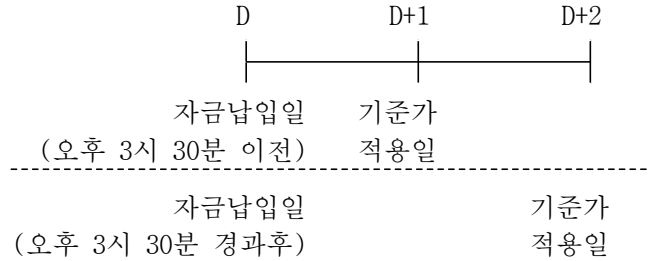 D D+1 D+2
자금납입일 기준가
(오후 3시 30분 이전) 적용일
자금납입일 기준가
(오후 3시 30분 경과후) 적용일